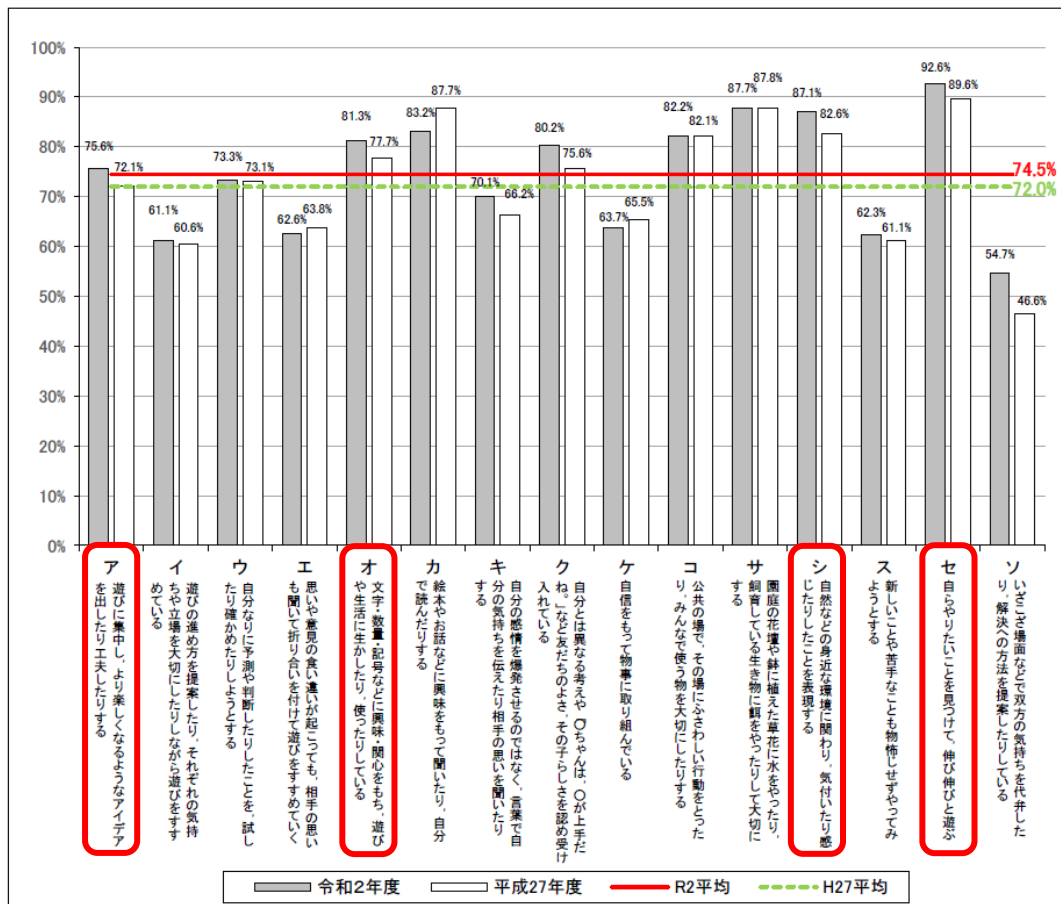 100%
90%
80%
70%
60%
50%
40%
30%
20%
10%
0%
75.6%
72.1%
61.1%
60.6%
73.3%
73.1%
62.6%
63.8%
81.3%
77.7%
83.2%
87.7%
70.1%
66.2%
80.2%
75.6%
63.7%
65.5%
82.2%
82.1%
87.7%
87.8%
87.1%
82.6%
62.3%
61.1%
92.6%
89.6%
54.7%
46.6%
74.5%
72.0%
ア
遊びに集中し、より楽しくなるようなアイデア
を出したり工夫したりする
イ
遊びの進め方を提案したり、それぞれの気持
ちや立場を大切にしたりしながら遊びをすす
めている
ウ
自分なりに予測や判断したりしたことを、試し
たり確かめたりしようとする
エ
思いや意見の食い違いが起こっても、相手の思い
も聞いて折り合いを付けて遊びをすすめていく
オ
文字・数量・記号などに興味・関心をもち、遊び
や生活に生かしたり、使ったりしている
カ
絵本やお話などに興味をもって聞いたり、自分
で読んだりする
キ
自分の感情を爆発させるのではなく、言葉で自
分の気持ちを伝えたり相手の思いを聞いたり
する
ク
自分とは異なる考えや、「○ちゃんは、○が上手だ
ね。」など友だちのよさ、その子らしさを認め受け
入れている
ケ
自信をもって物事に取り組んでいる
コ
公共の場で、その場にふさわしい行動をとった
り、みんなで使う物を大切にしたりする
サ
園庭の花壇や鉢に植えた草花に水をやったり、
飼育している生き物に餌をやったりして大切に
する
シ
自然などの身近な環境に関わり、気付いたり感
じたりしたことを表現する
ス
新しいことや苦手なことも物怖じせずやってみ
ようとする
セ
自らやりたいことを見つけて、伸び伸びと遊ぶ
ソ
いざこざ場面などで双方の気持ちを代弁した
り、解決への方法を提案したりしている
令和2年度
平成27年度
R2平均
H27平均